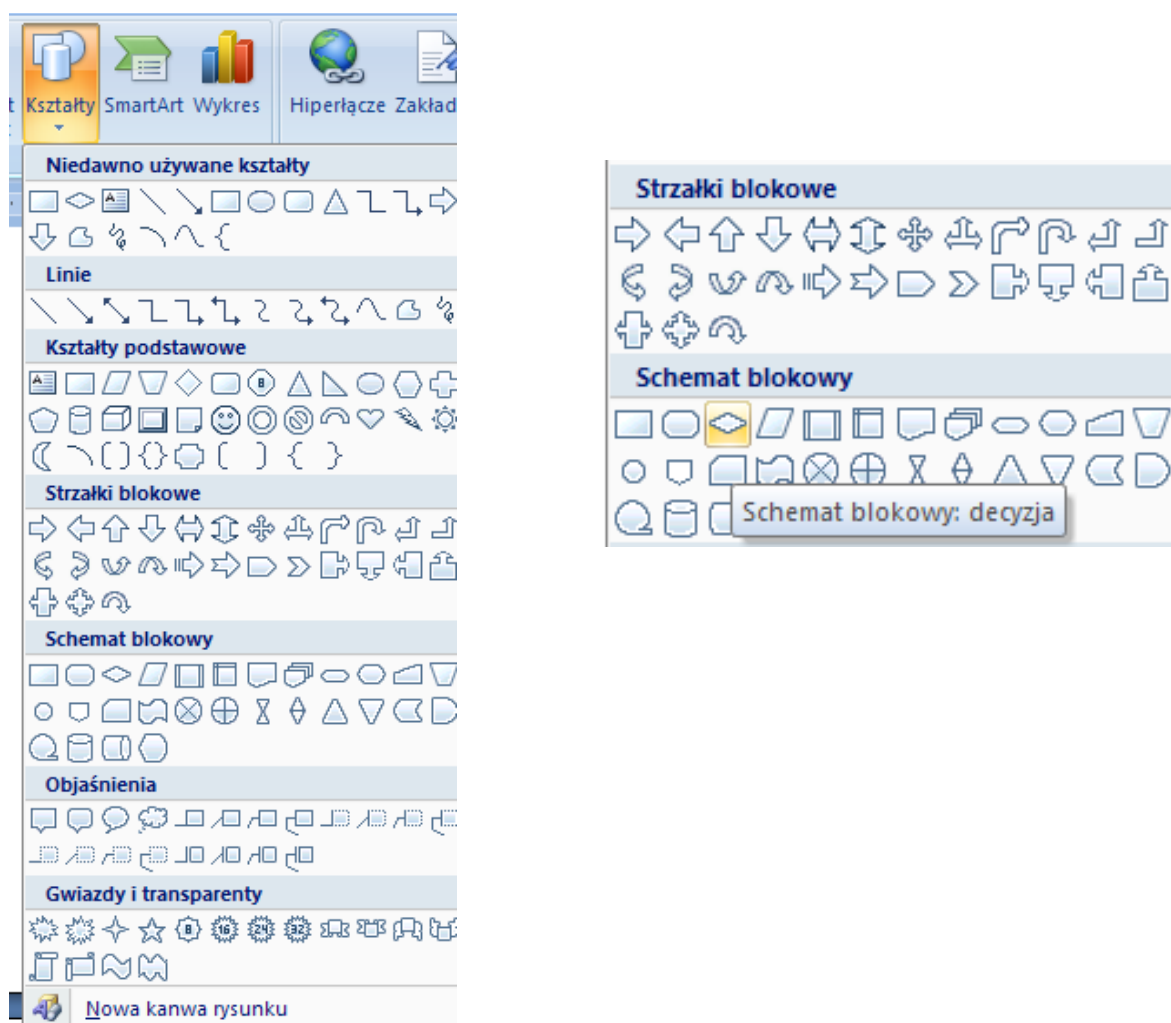 Kształty SmartArt Wykres Hiperłącze Zakład
Niedawno używane kształty
Linie
Kształty podstawowe
Strzałki blokowe
Schemat blokowy
Objaśnienia
Gwiazdy i transparenty
Nowa kanwa rysunku
Strzałki blokowe
Schemat blokowy
Schemat blokowy: decyzja